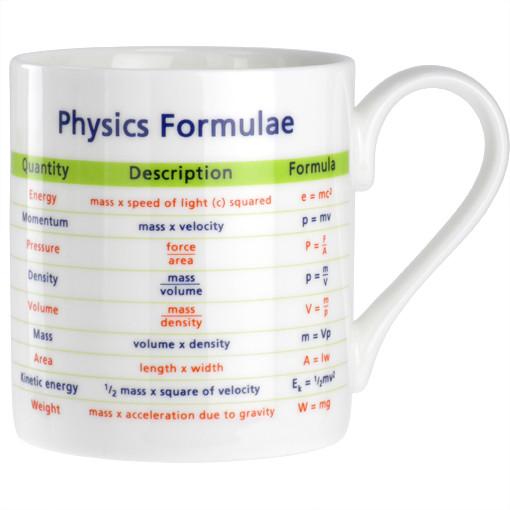 Physics Formulae
Quantity Description Formula
Energy mass x speed of light (c) squared e = mc²
Momentum mass x velocity p = mv
Pressure force/area P = F/A
Density mass/volume p = m/V
Volume mass/density V = m/p
Mass volume x density m = Vp
Area length x width A = lw
Kinetic energy ½ mass x square of velocity Eₖ = ½mv²
Weight mass x acceleration due to gravity W = mg